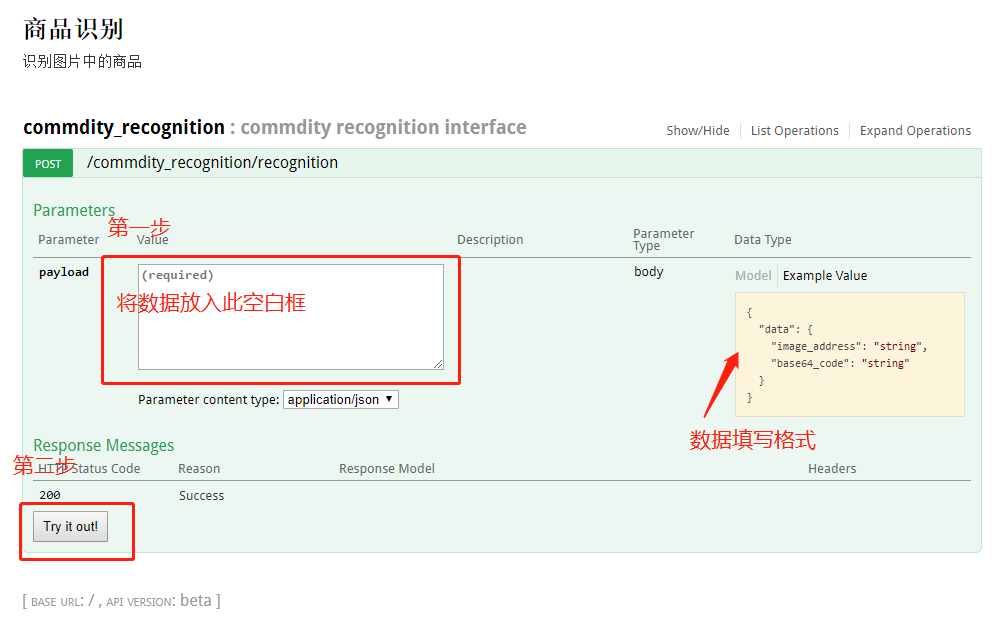 商品识别
识别图片中的商品
commdity_recognition : commdity recognition interface
Show/Hide
List Operations
Expand Operations
POST
/commdity_recognition/recognition
Parameters
第一步
Parameter
Value
Description
Parameter
Type
Data Type
payload
(required)
将数据放入此空白框
body
Model
Example Value
{
"data": {
"image_address": "string",
"base64_code": "string"
}
}
Parameter content type:
application/json
数据填写格式
Response Messages
第二步
HTTP Status Code
Reason
Response Model
Headers
200
Success
Try it out!
[ BASE URL: / , API VERSION: beta ]